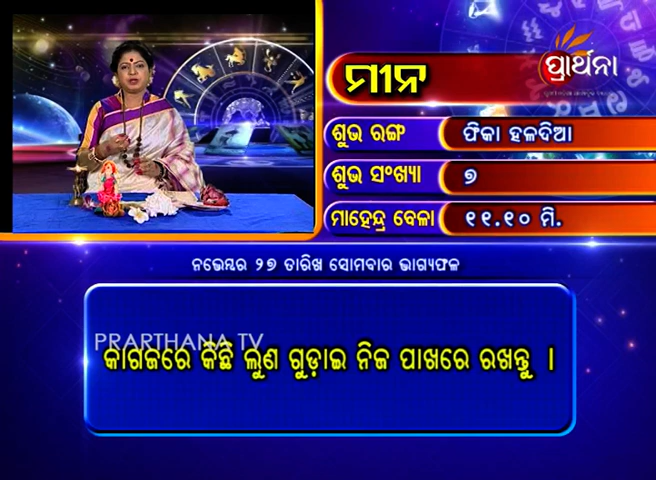 ମୀନ
ପ୍ରାର୍ଥନା
ଶୁଭ ରଙ୍ଗ ଫିକା ହଳଦିଆ
ଶୁଭ ସଂଖ୍ୟା ୭
ମାହେନ୍ଦ୍ର ବେଳା ୧୧.୧୦ ମି.
ନଭେମ୍ବର ୨୭ ତାରିଖ ସୋମବାର ଭାଗ୍ୟଫଳ
PRARTHANA TV
କାଗଜରେ କିଛି ଲୁଣ ଗୁଡ଼ାଇ ନିଜ ପାଖରେ ରଖନ୍ତୁ ।